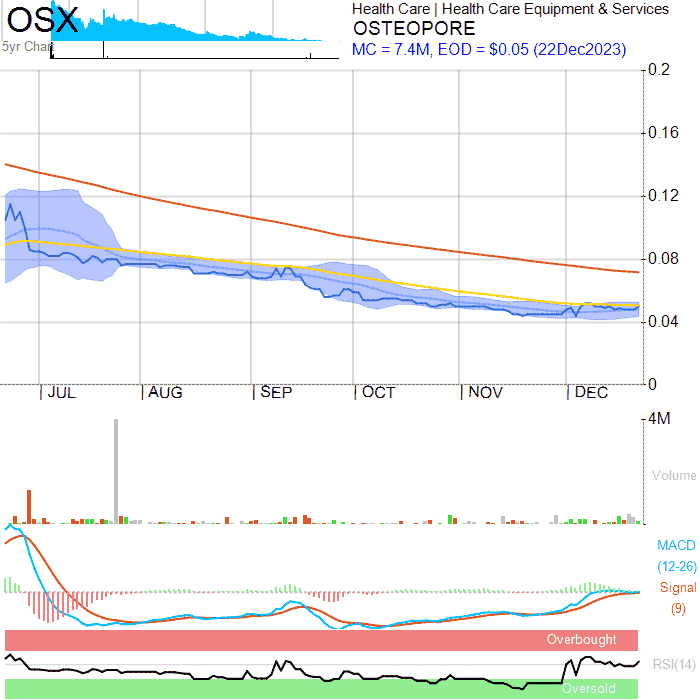 OSX
5yr Chart
Health Care | Health Care Equipment & Services
OSTEOPORE
MC = 7.4M, EOD = $0.05 (22Dec2023)
0.2
0.16
0.12
0.08
0.04
0
JUL AUG SEP OCT NOV DEC
4M
Volume
MACD
(12-26)
Signal
(9)
Overbought
RSI(14)
Oversold